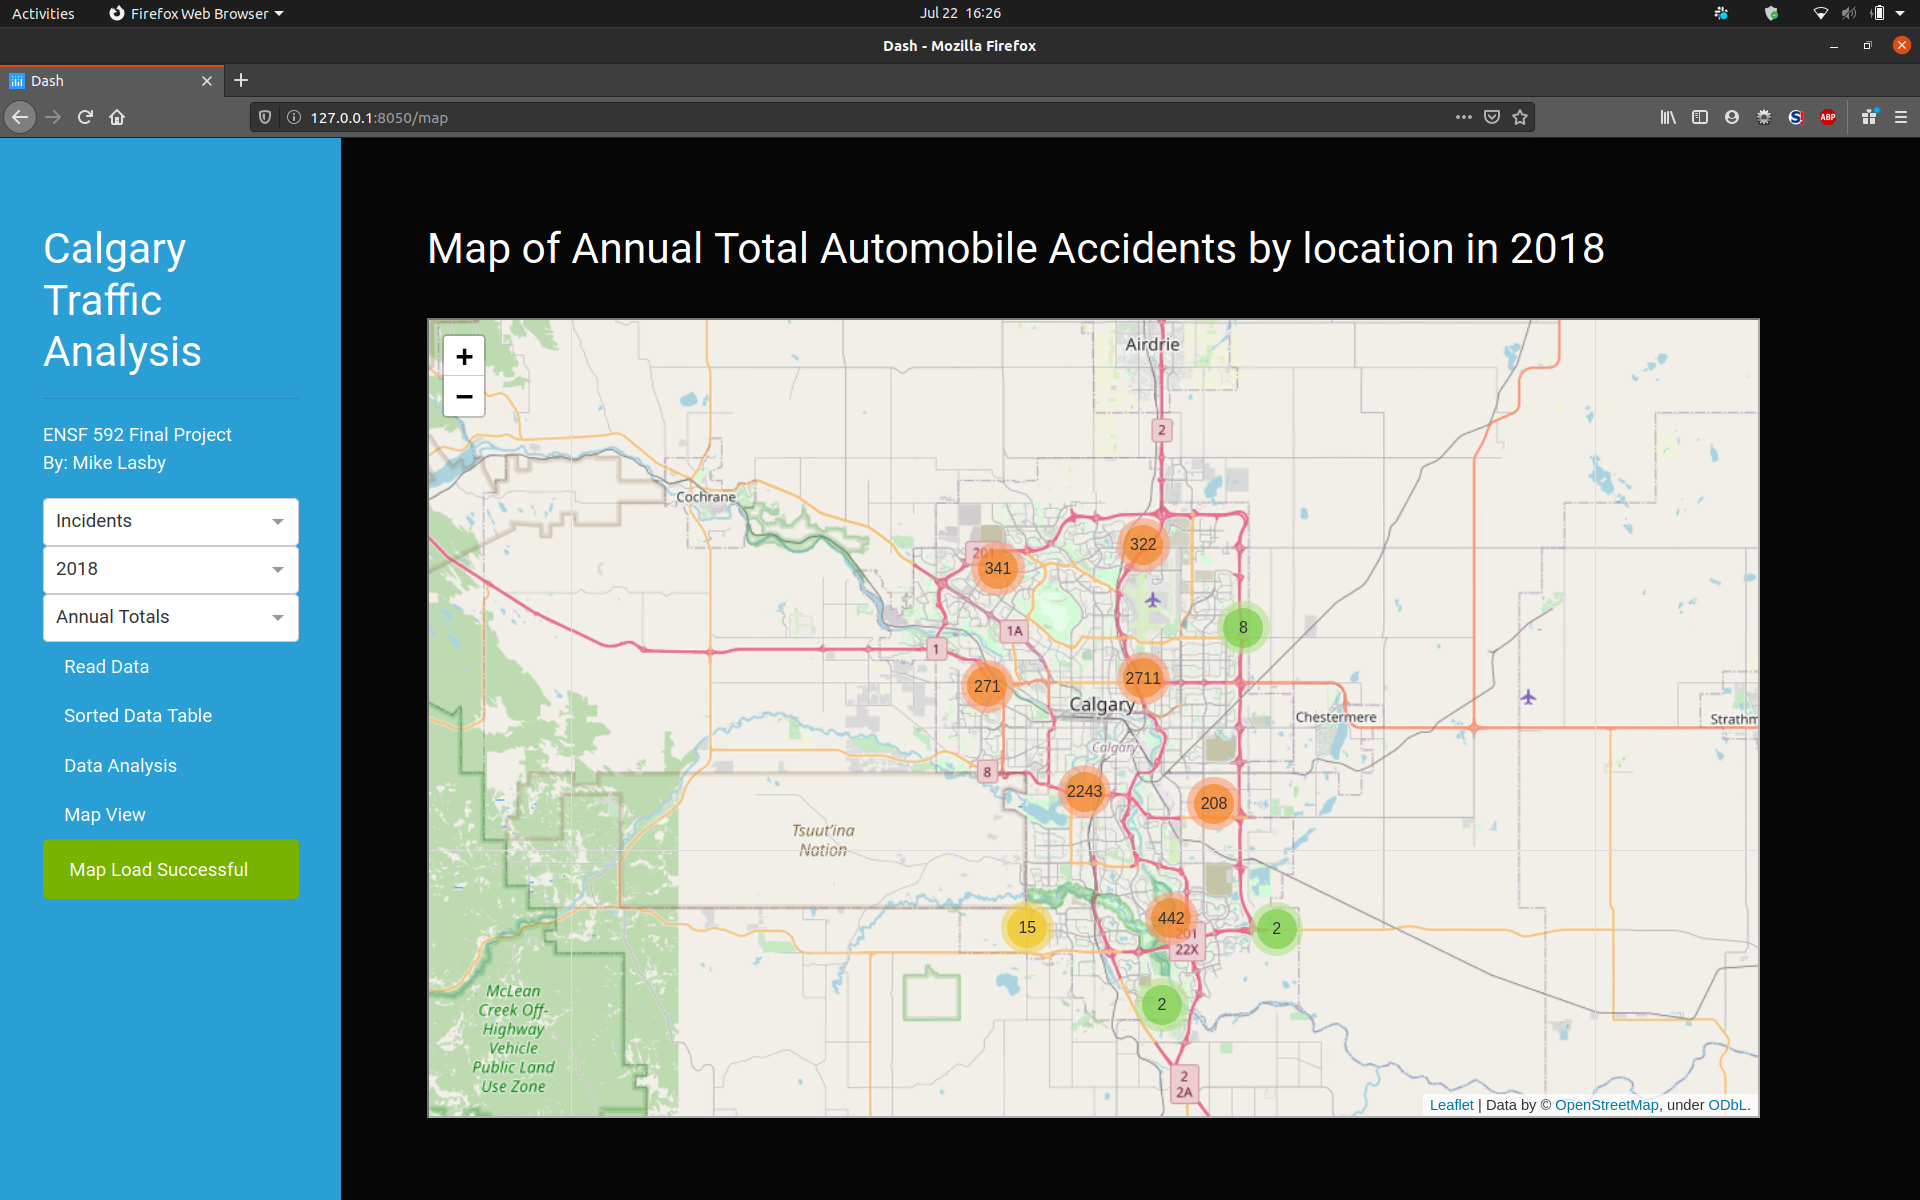 Activities
Firefox Web Browser
Jul 22 16:26
Dash - Mozilla Firefox
Dash
127.0.0.1:8050/map
ABP
Calgary
Traffic
Analysis
ENSF 592 Final Project
By: Mike Lasby
Incidents
2018
Annual Totals
Read Data
Sorted Data Table
Data Analysis
Map View
Map Load Successful
Map of Annual Total Automobile Accidents by location in 2018
+
−
Airdrie
2
Cochrane
322
201
341
8
1A
1
2711
271
Calgary
Chestermere
Strathm
Calgary
8
2243
208
Tsuut'ina
Nation
442
15
2
201
22X
McLean
Creek Off-
Highway
Vehicle
Public Land
Use Zone
2
2
2A
Leaflet | Data by © OpenStreetMap, under ODbL.